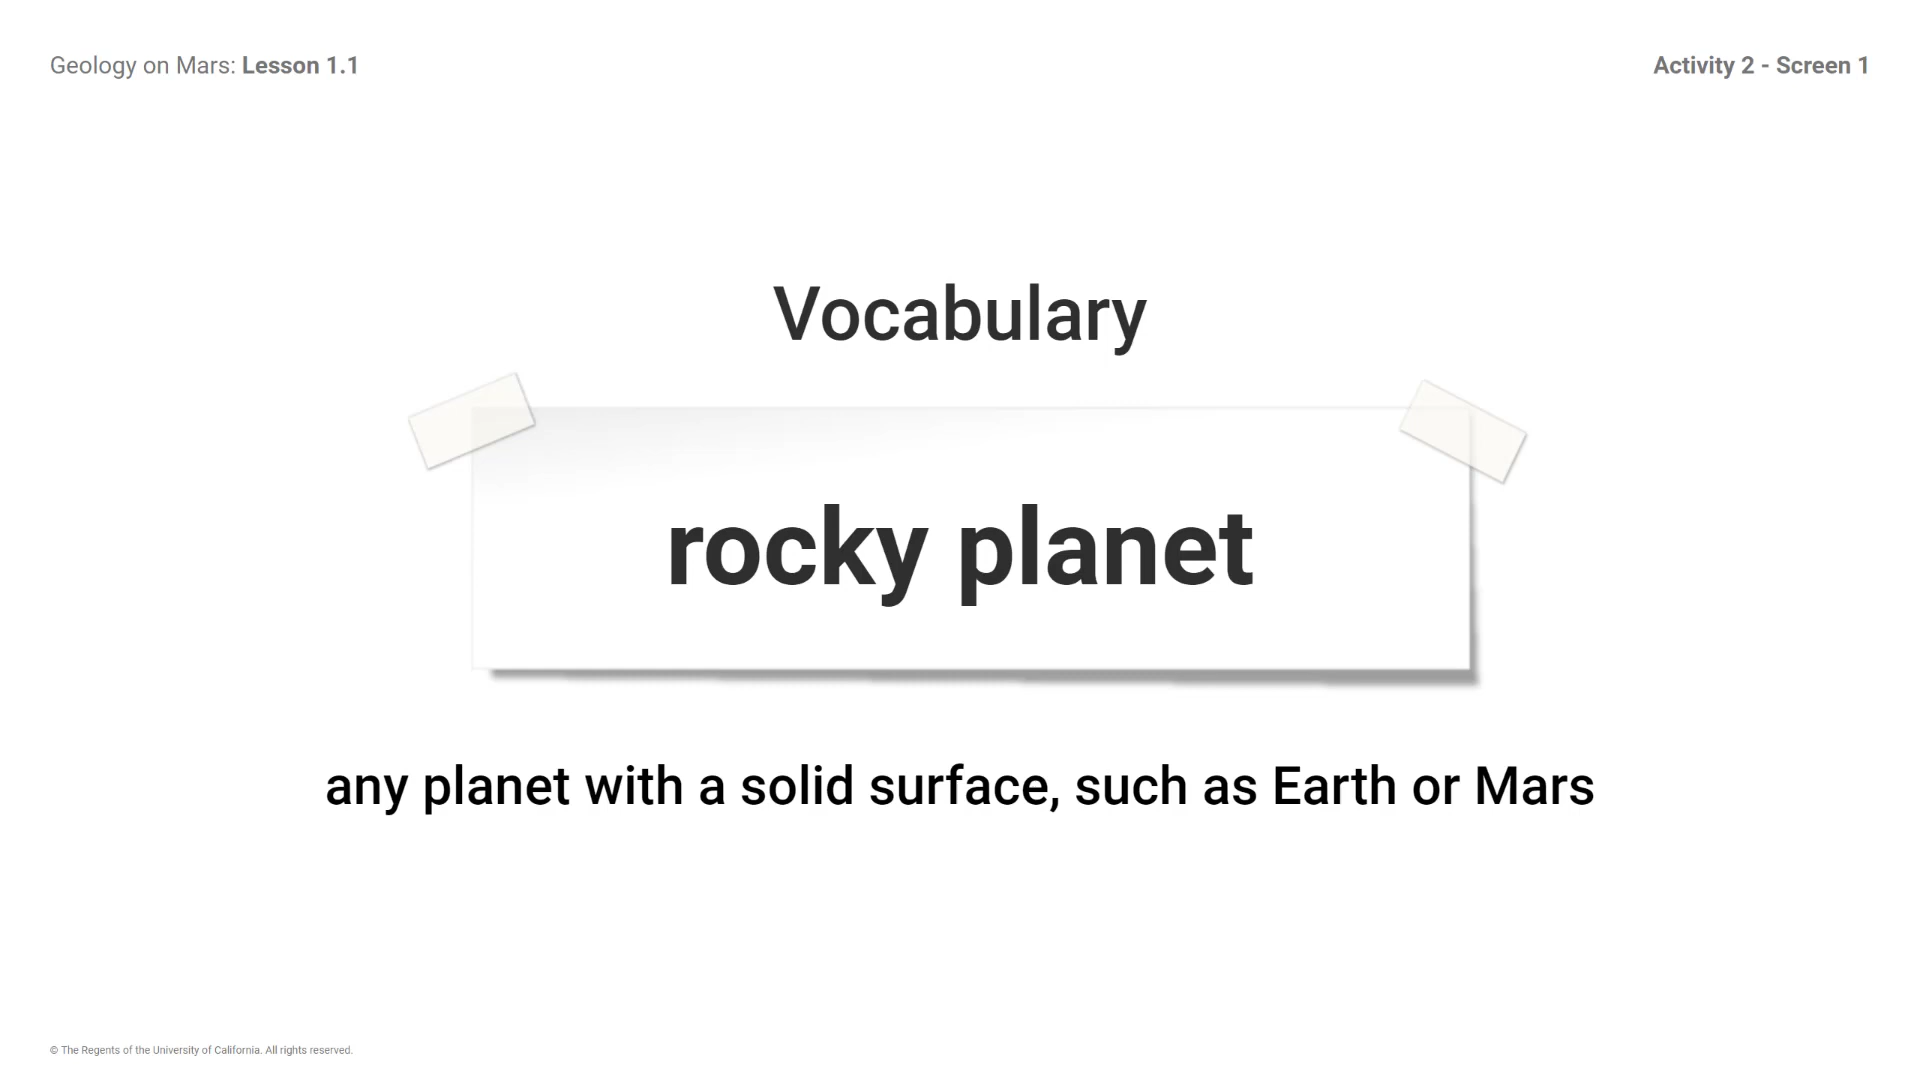 Geology on Mars: Lesson 1.1
Activity 2 - Screen 1
Vocabulary
rocky planet
any planet with a solid surface, such as Earth or Mars
© The Regents of the University of California. All rights reserved.